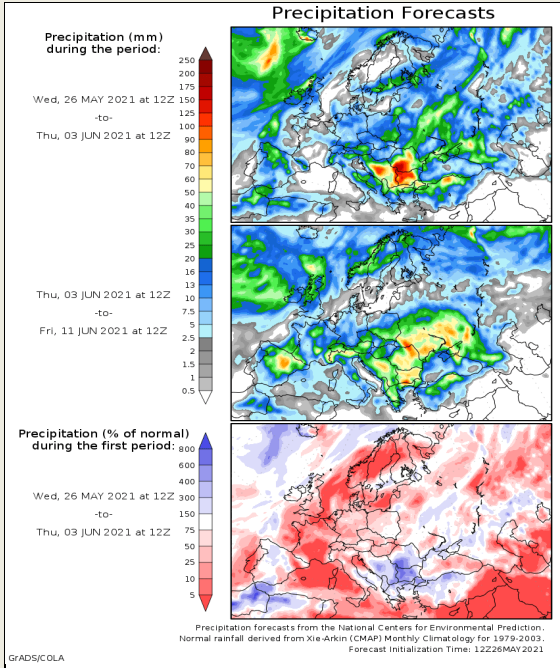 Precipitation Forecasts
Precipitation (mm)
during the period:
250
200
175
150
125
100
90
80
70
60
50
40
35
30
25
20
16
13
10
7.5
5
2.5
2
1.5
1
0.5
Wed, 26 MAY 2021 at 12Z
-to-
Thu, 03 JUN 2021 at 12Z
Thu, 03 JUN 2021 at 12Z
-to-
Fri, 11 JUN 2021 at 12Z
Precipitation (% of normal)
during the first period:
800
600
400
300
150
75
50
25
10
5
Wed, 26 MAY 2021 at 12Z
-to-
Thu, 03 JUN 2021 at 12Z
Precipitation forecasts from the National Centers for Environmental Prediction.
Normal rainfall derived from Xie-Arkin (CMAP) Monthly Climatology for 1979-2003.
Forecast Initialization Time: 12Z26MAY2021
GrADS/COLA